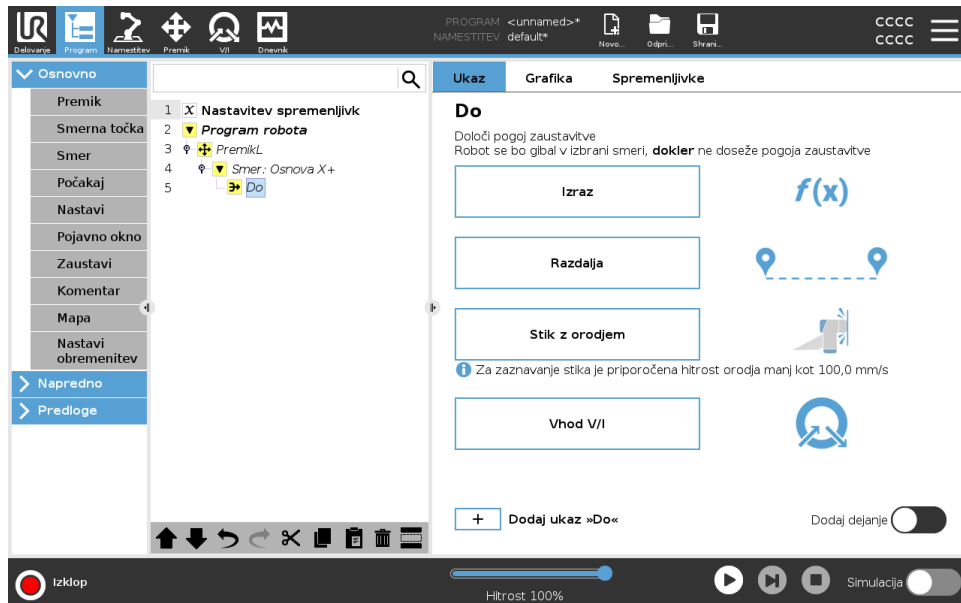 PROGRAM <unnamed>*
NAMESTITEV default*
Delovanje
Program
Namestitev
Premik
V/I
Dnevnik
Novo...
Odpri...
Shrani...
CCCC
CCCC
Osnovno
Premik
Smerna točka
Smer
Počakaj
Nastavi
Pojavno okno
Zaustavi
Komentar
Mapa
Nastavi
obremenitev
Napredno
Predloge
1 X Nastavitev spremenljivk
2 Program robota
3 PremikL
4 Smer: Osnova X+
5 Do
Ukaz Grafika Spremenljivke
Do
Določi pogoj zaustavitve
Robot se bo gibal v izbrani smeri, dokler ne doseže pogoja zaustavitve
Izraz
f(x)
Razdalja
Stik z orodjem
Za zaznavanje stika je priporočena hitrost orodja manj kot 100,0 mm/s
Vhod V/I
+ Dodaj ukaz »Do«
Dodaj dejanje
Izklop
Hitrost 100%
Simulacija